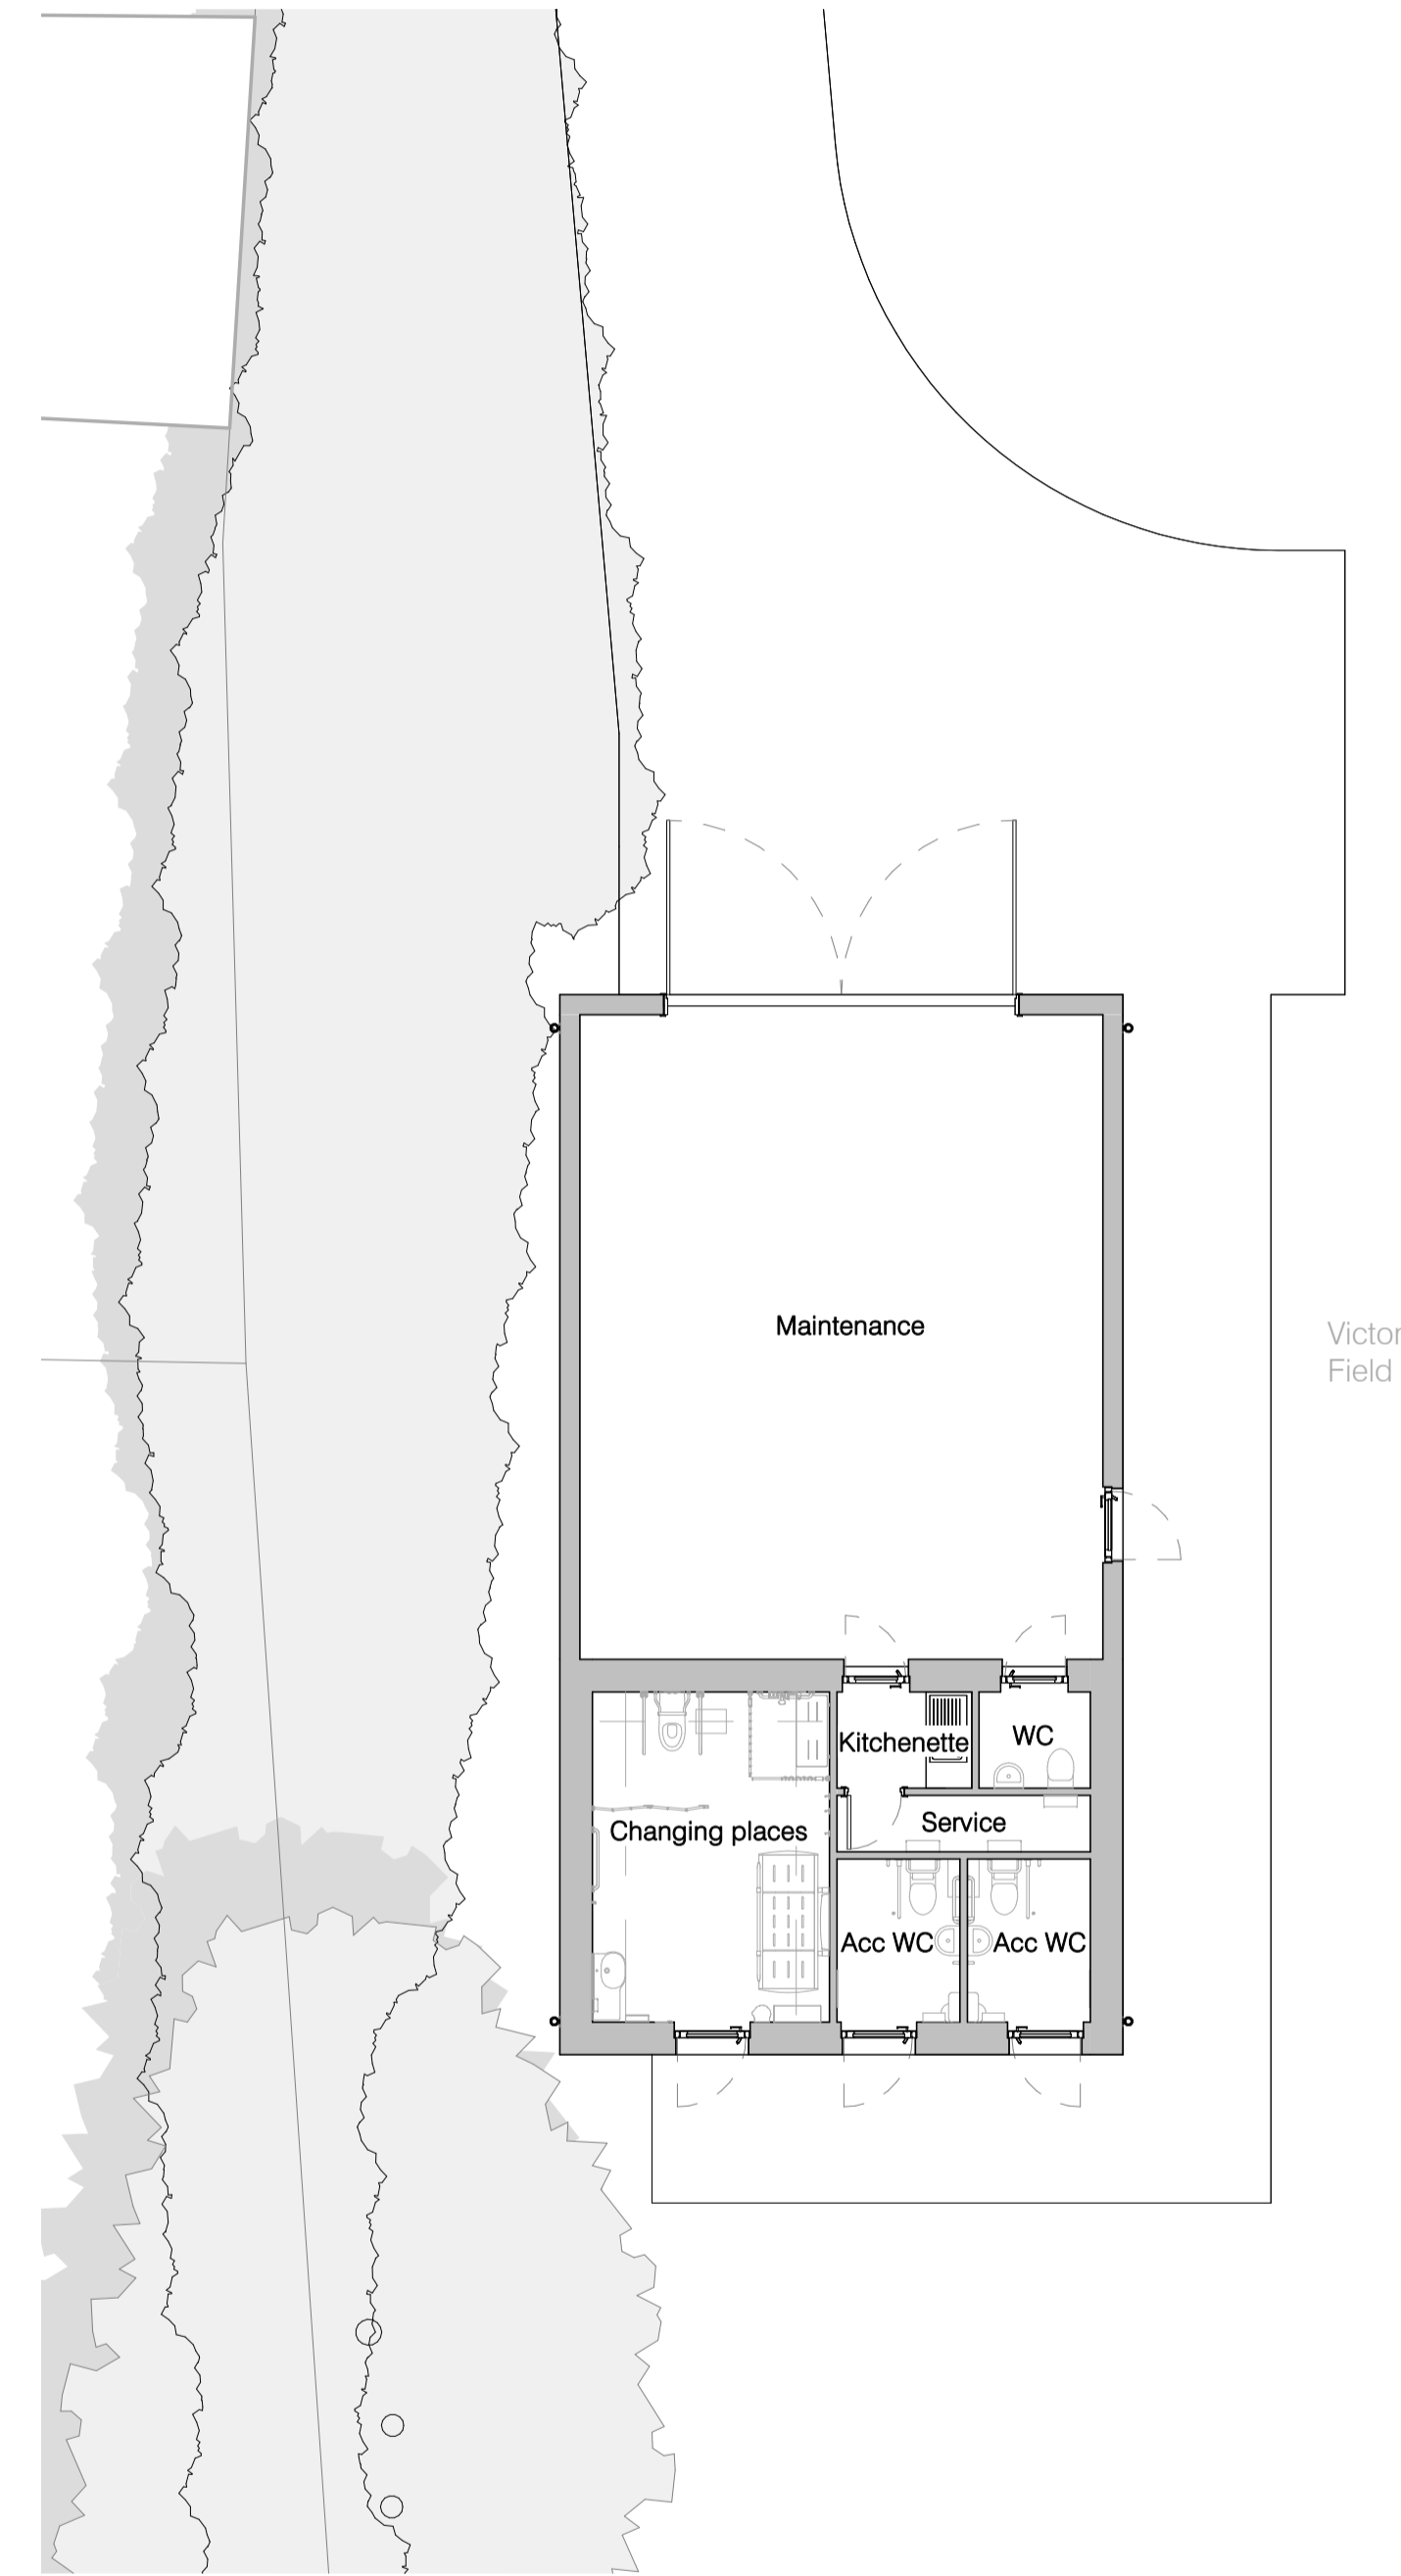 Maintenance
Victor
Field
Kitchenette
WC
Service
Changing places
Acc WC
Acc WC